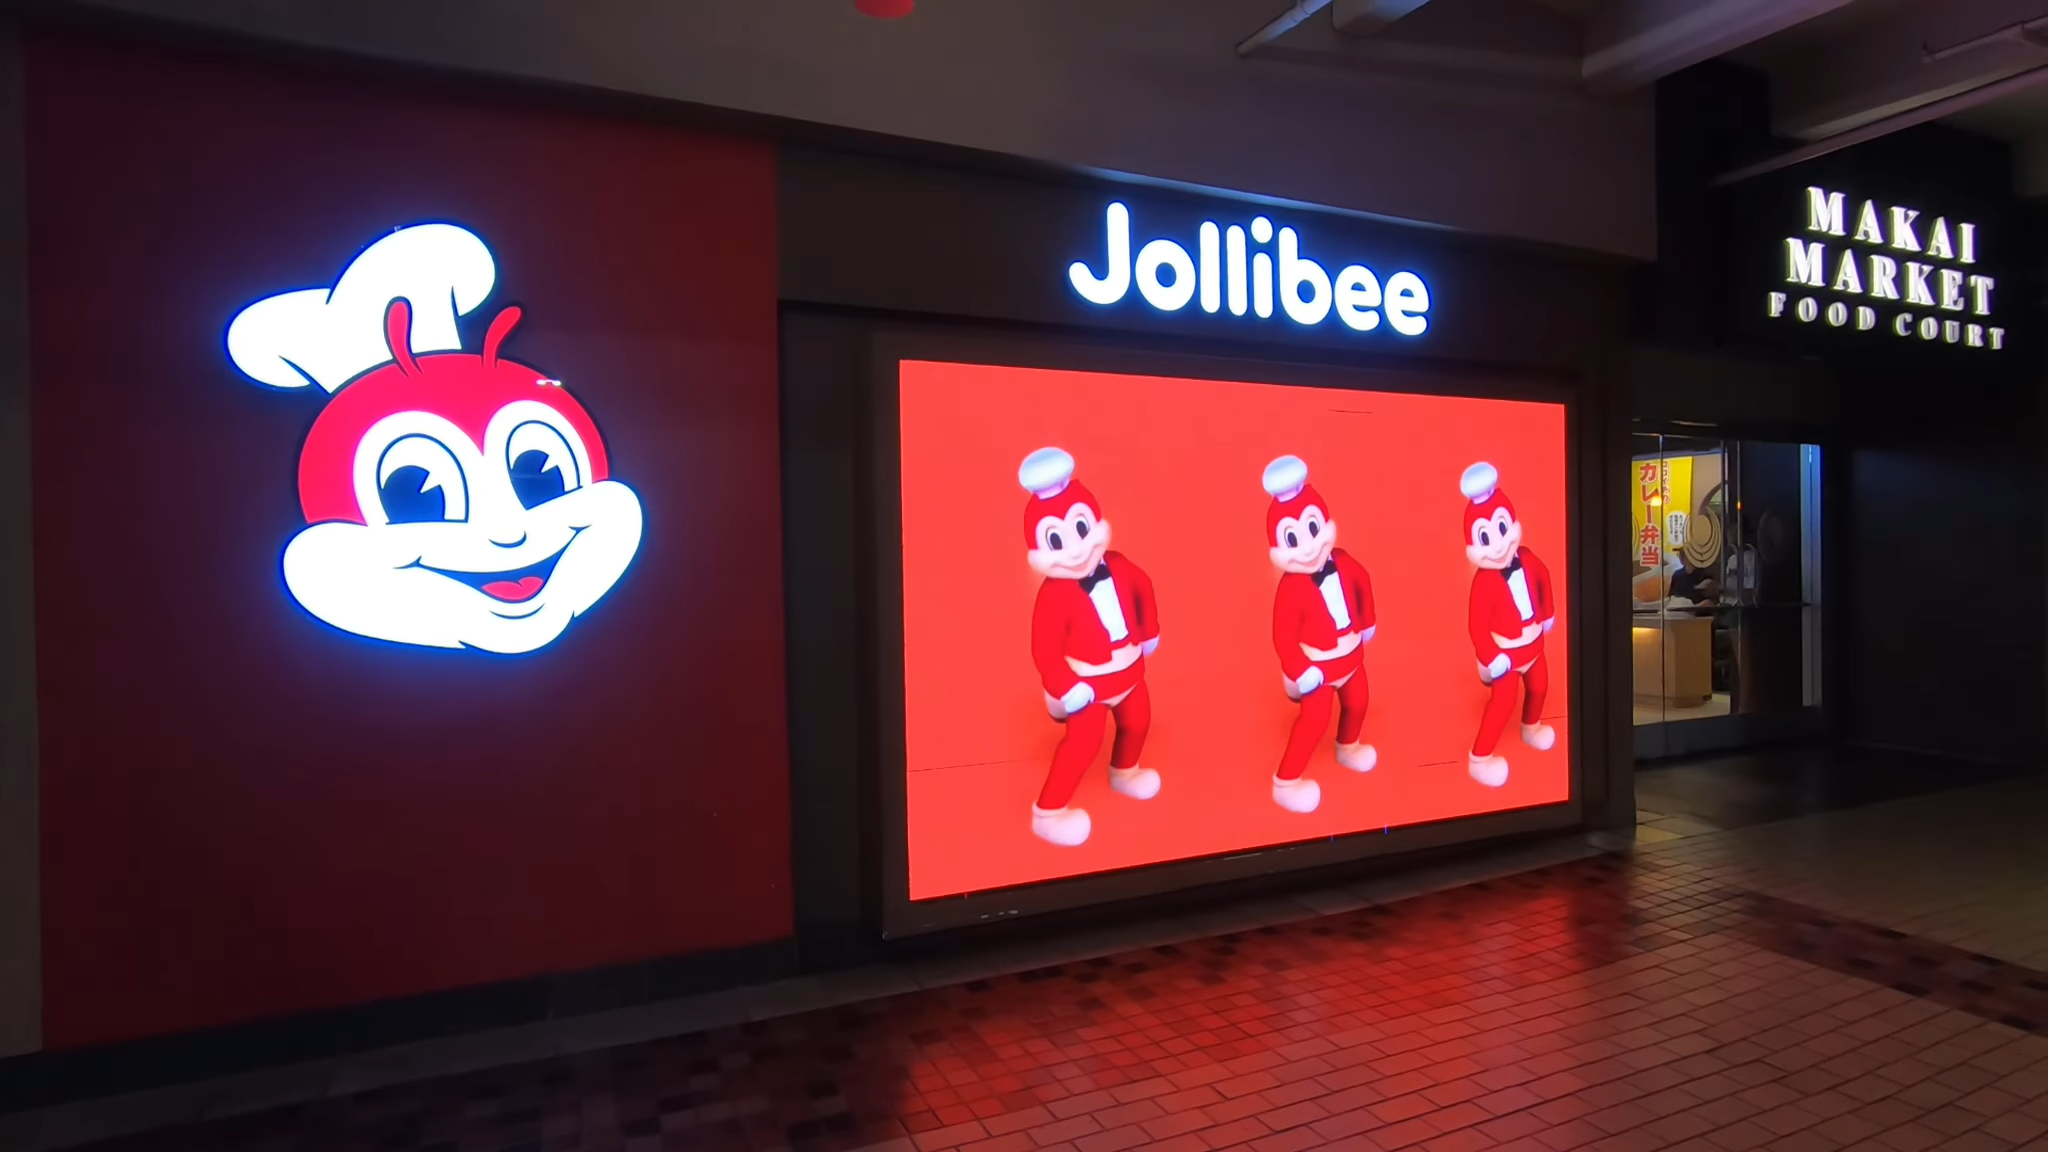 Jollibee
MAKAI
MARKET
FOOD COURT
カレー弁当